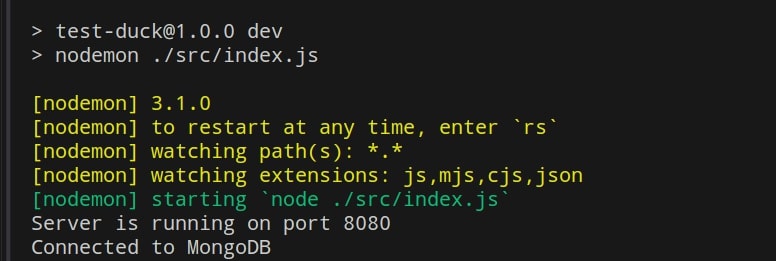 > test-duck@1.0.0 dev
> nodemon ./src/index.js
[nodemon] 3.1.0
[nodemon] to restart at any time, enter `rs`
[nodemon] watching path(s): *.*
[nodemon] watching extensions: js,mjs,cjs,json
[nodemon] starting `node ./src/index.js`
Server is running on port 8080
Connected to MongoDB